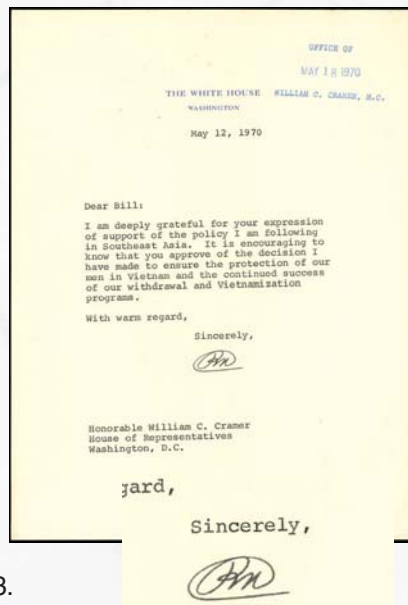 OFFICE OF
MAY 18 1970
WILLIAM C. CRAMER, M.C.
THE WHITE HOUSE
WASHINGTON
May 12, 1970
Dear Bill:
I am deeply grateful for your expression
of support of the policy I am following
in Southeast Asia. It is encouraging to
know that you approve of the decision I
have made to ensure the protection of our
men in Vietnam and the continued success
of our withdrawal and Vietnamization
programs.
With warm regard,
Sincerely,
RN
Honorable William C. Cramer
House of Representatives
Washington, D.C.
gard,
Sincerely,
RN
3.